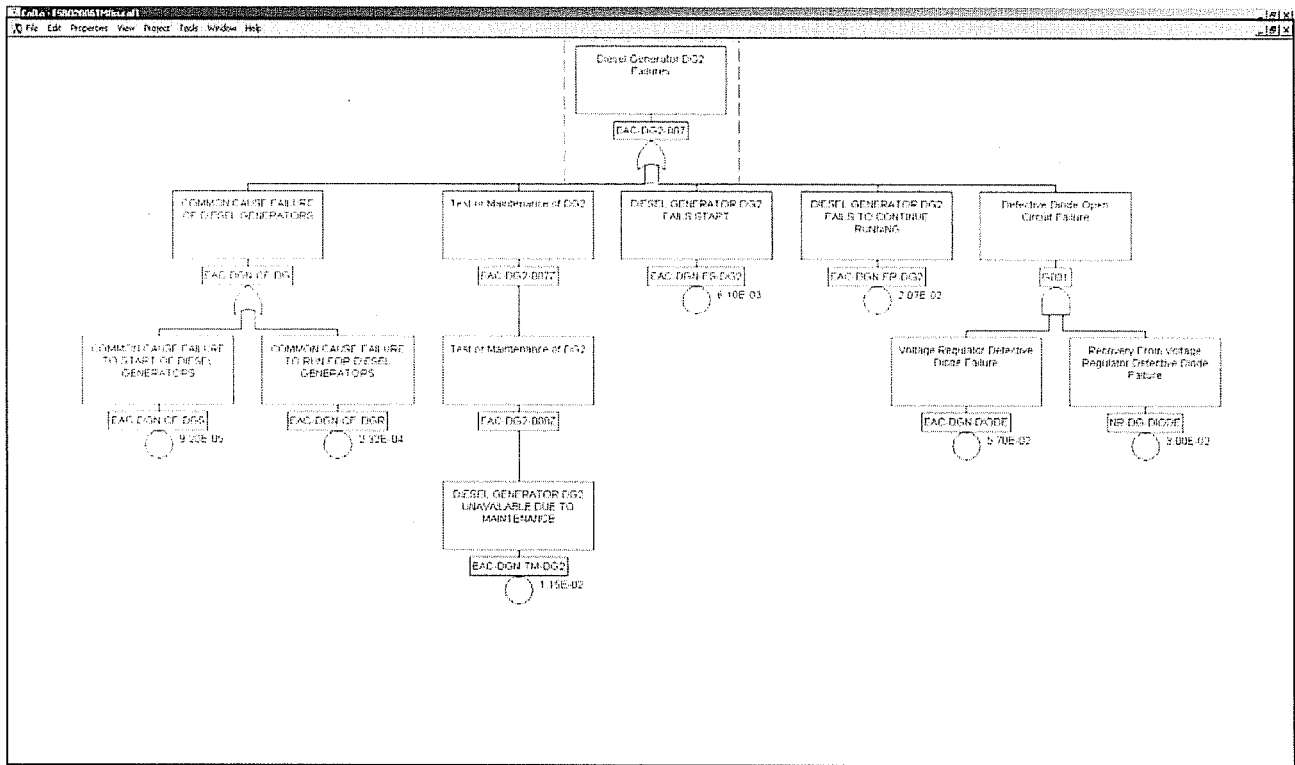 File Edit Properties View Project Tools Window Help
Diesel Generator DG2
Failures
EAC-DG2-007
COMMON CAUSE FAILURE
OF DIESEL GENERATORS
EAC-DGN-CF-DG
Test or Maintenance of DG2
EAC-DG2-007Z
DIESEL GENERATOR DG2
FAILS START
EAC-DGN-FS-DG2
6.10E-03
DIESEL GENERATOR DG2
FAILS TO CONTINUE
RUNNING
EAC-DGN-FR-DG2
2.07E-02
Defective Diode Open
Circuit Failure
G001
COMMON CAUSE FAILURE
TO START OF DIESEL
GENERATORS
EAC-DGN-CF-DGS
COMMON CAUSE FAILURE
TO RUN FOR DIESEL
GENERATORS
EAC-DGN-CF-DGR
Test or Maintenance of DG2
Voltage Regulator Defective
Diode Failure
EAC-DGN-DIODE
5.70E-02
Recovery From Voltage
Regulator Defective Diode
Failure
NR-DG-DIODE
DIESEL GENERATOR DG2
UNAVAILABLE DUE TO
MAINTENANCE
EAC-DGN-TM-DG2
1.15E-02